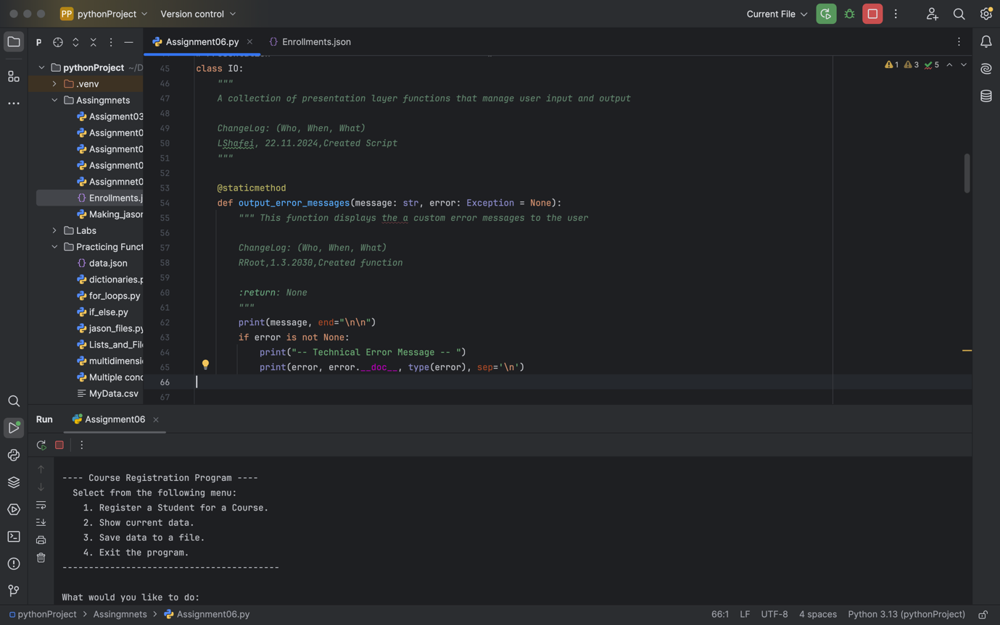 PP pythonProject Version control Current File
P Assignment06.py Enrollments.json
pythonProject ~/D
.venv
Assingmnets
Assigment03
Assignment0
Assignment0
Assignment0
Assignmnet0
Enrollments.j
Making_jason
Labs
Practicing Funct
data.json
dictionaries.p
for_loops.py
if_else.py
jason_files.py
Lists_and_File
multidimensi
Multiple cond
MyData.csv
1 3 5
45 class IO:
46 """
47 A collection of presentation layer functions that manage user input and output
48
49 ChangeLog: (Who, When, What)
50 LShafei, 22.11.2024,Created Script
51 """
52
53 @staticmethod
54 def output_error_messages(message: str, error: Exception = None):
55 """ This function displays the a custom error messages to the user
56
57 ChangeLog: (Who, When, What)
58 RRoot,1.3.2030,Created function
59
60 :return: None
61 """
62 print(message, end="\n\n")
63 if error is not None:
64 print("-- Technical Error Message -- ")
65 print(error, error.__doc__, type(error), sep='\n')
66
67
Run Assignment06
---- Course Registration Program ----
Select from the following menu:
1. Register a Student for a Course.
2. Show current data.
3. Save data to a file.
4. Exit the program.
-----------------------------------------
What would you like to do:
pythonProject > Assingmnets > Assignment06.py 66:1 LF UTF-8 4 spaces Python 3.13 (pythonProject)